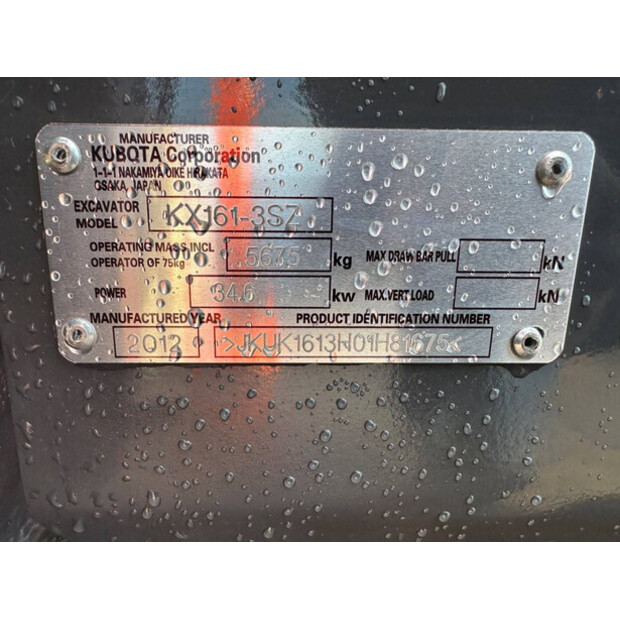 MANUFACTURER
KUBOTA Corporation
1-1-1 NAKAMIYA OIKE HIRAKATA
OSAKA, JAPAN
EXCAVATOR MODEL KX161-3SZ
OPERATING MASS INCL OPERATOR OF 75kg 5675 kg MAX DRAW BAR PULL kN
POWER 34.6 kw MAX.VERT LOAD kN
MANUFACTURED YEAR PRODUCT IDENTIFICATION NUMBER
2012 >JKUK1613H01H81675<